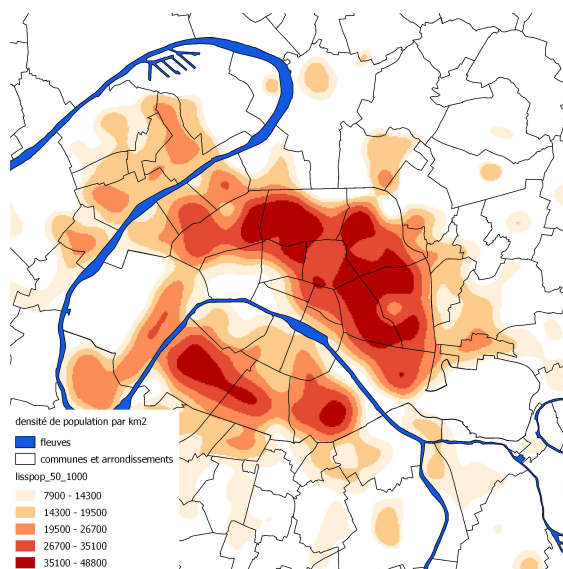 densité de population par km2
fleuves
communes et arrondissements
lisspop_50_1000
7900 - 14300
14300 - 19500
19500 - 26700
26700 - 35100
35100 - 48800